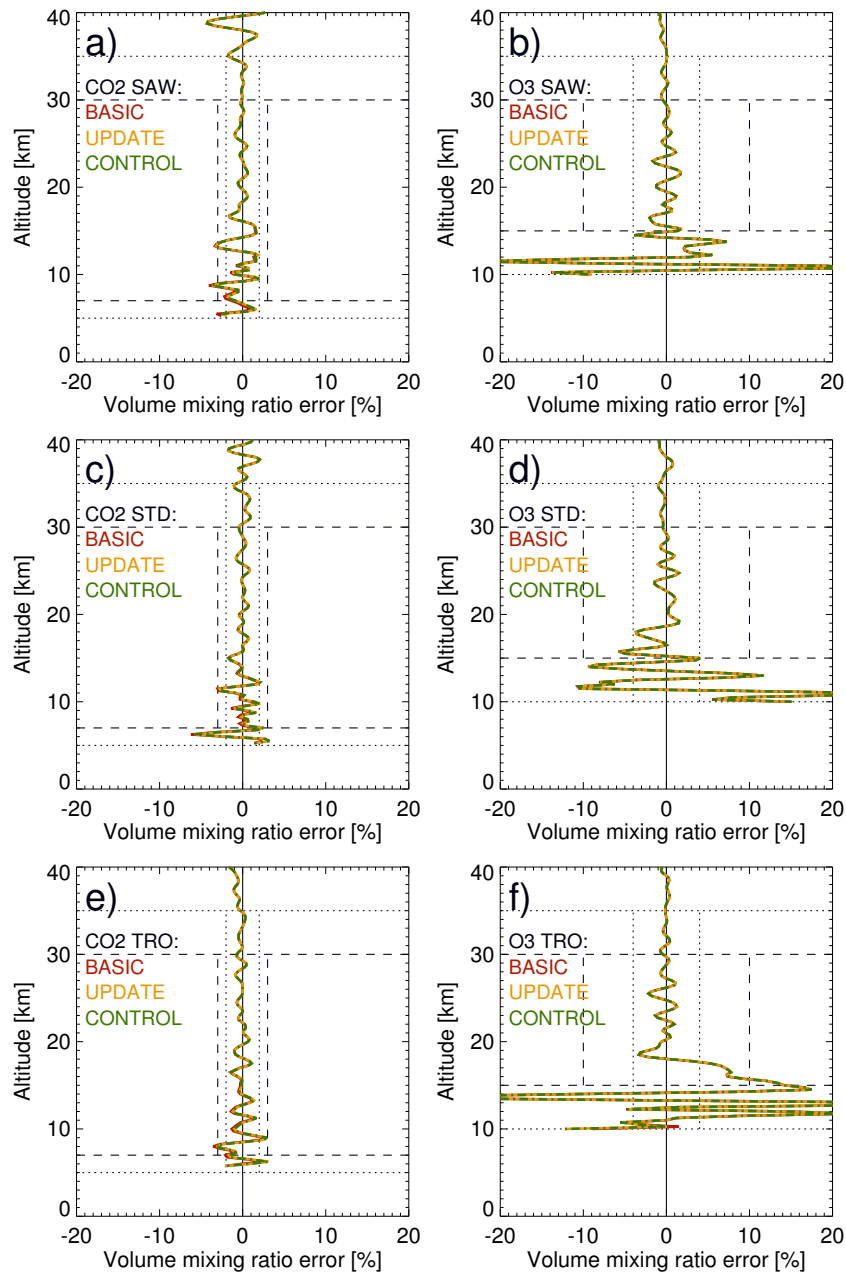 a)
CO2 SAW:
BASIC
UPDATE
CONTROL
Altitude [km]
40
30
20
10
0
-20 -10 0 10 20
Volume mixing ratio error [%]
b)
O3 SAW:
BASIC
UPDATE
CONTROL
Altitude [km]
40
30
20
10
0
-20 -10 0 10 20
Volume mixing ratio error [%]
c)
CO2 STD:
BASIC
UPDATE
CONTROL
Altitude [km]
40
30
20
10
0
-20 -10 0 10 20
Volume mixing ratio error [%]
d)
O3 STD:
BASIC
UPDATE
CONTROL
Altitude [km]
40
30
20
10
0
-20 -10 0 10 20
Volume mixing ratio error [%]
e)
CO2 TRO:
BASIC
UPDATE
CONTROL
Altitude [km]
40
30
20
10
0
-20 -10 0 10 20
Volume mixing ratio error [%]
f)
O3 TRO:
BASIC
UPDATE
CONTROL
Altitude [km]
40
30
20
10
0
-20 -10 0 10 20
Volume mixing ratio error [%]